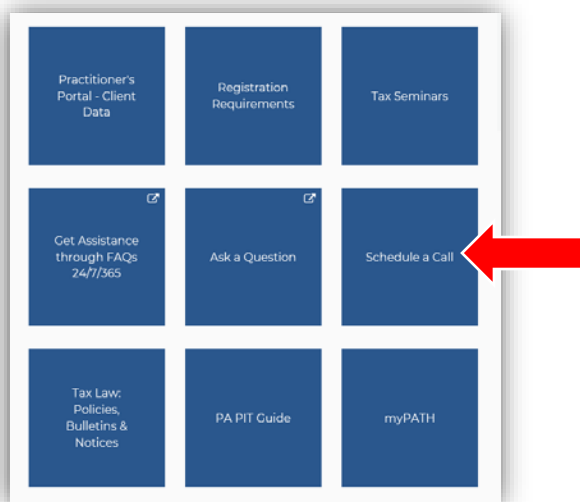 Practitioner's
Portal - Client
Data
Registration
Requirements
Tax Seminars
Get Assistance
through FAQs
24/7/365
Ask a Question
Schedule a Call
Tax Law:
Policies,
Bulletins &
Notices
PA PIT Guide
myPATH